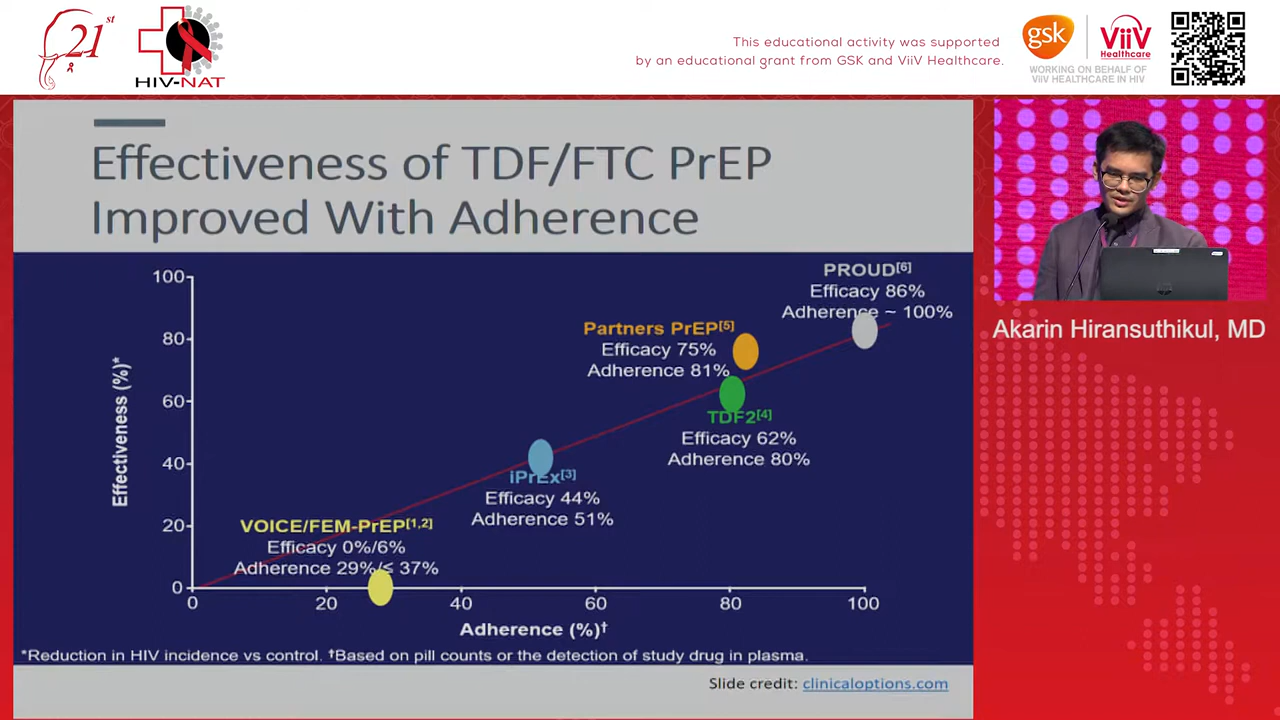 21st
HIV-NAT
This educational activity was supported
by an educational grant from GSK and ViiV Healthcare.
gsk
ViiV
Healthcare
WORKING ON BEHALF OF
ViiV HEALTHCARE IN HIV
Effectiveness of TDF/FTC PrEP
Improved With Adherence
Akarin Hiransuthikul, MD
Effectiveness (%)*
100
80
60
40
20
0
PROUD[6]
Efficacy 86%
Adherence ~ 100%
Partners PrEP[5]
Efficacy 75%
Adherence 81%
TDF2[4]
Efficacy 62%
Adherence 80%
iPrEx[3]
Efficacy 44%
Adherence 51%
VOICE/FEM-PrEP[1,2]
Efficacy 0%/6%
Adherence 29%/≤ 37%
0 20 40 60 80 100
Adherence (%)†
*Reduction in HIV incidence vs control. †Based on pill counts or the detection of study drug in plasma.
Slide credit: clinicaloptions.com